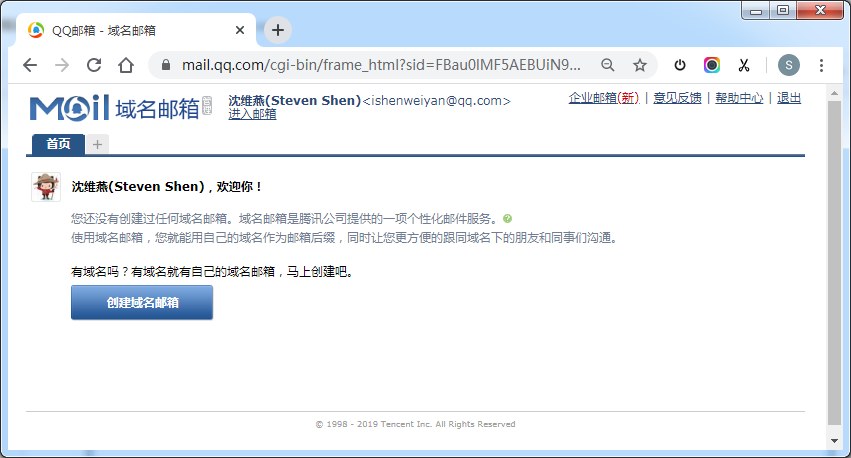 QQ邮箱 - 域名邮箱
mail.qq.com/cgi-bin/frame_html?sid=FBau0IMF5AEBUiN9...
S
Mail 域名邮箱
沈维燕(Steven Shen)<ishenweiyan@qq.com>
企业邮箱(新) | 意见反馈 | 帮助中心 | 退出
进入邮箱
首页 +
沈维燕(Steven Shen)，欢迎你！
您还没有创建过任何域名邮箱。域名邮箱是腾讯公司提供的一项个性化邮件服务。
使用域名邮箱，您就能用自己的域名作为邮箱后缀，同时让您更方便的跟同域名下的朋友和同事们沟通。
有域名吗？有域名就有自己的域名邮箱，马上创建吧。
创建域名邮箱
© 1998 - 2019 Tencent Inc. All Rights Reserved